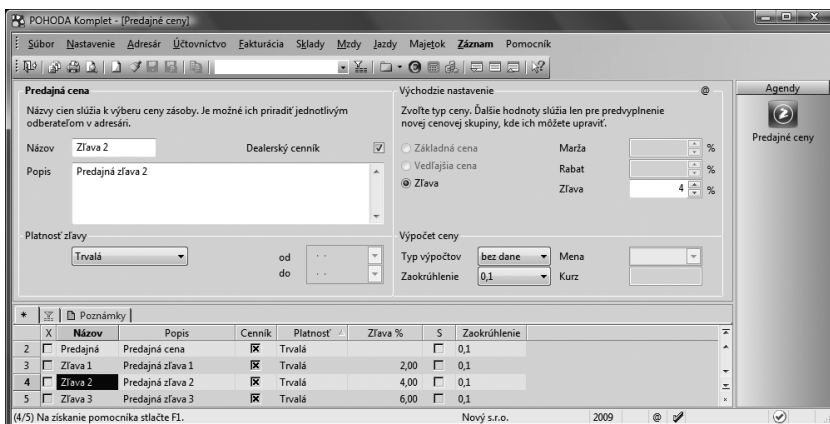 POHODA Komplet - [Predajné ceny]
Súbor Nastavenie Adresár Účtovníctvo Fakturácia Sklady Mzdy Jazdy Majetok Záznam Pomocník
Predajná cena
Názvy cien slúžia k výberu ceny zásoby. Je možné ich priradiť jednotlivým
odberateľom v adresári.
Názov Zľava 2 Dealerský cenník
Popis Predajná zľava 2
Platnosť zľavy
Trvalá od . .
do . .
Východzie nastavenie @
Zvoľte typ ceny. Ďalšie hodnoty slúžia len pre predvyplnenie
novej cenovej skupiny, kde ich môžete upraviť.
Základná cena Marža %
Vedľajšia cena Rabat %
Zľava Zľava 4 %
Výpočet ceny
Typ výpočtov bez dane Mena
Zaokrúhlenie 0,1 Kurz
Agendy
Predajné ceny
* Poznámky
X Názov Popis Cenník Platnosť Zľava % S Zaokrúhlenie
2 Predajná Predajná cena Trvalá 0,1
3 Zľava 1 Predajná zľava 1 Trvalá 2,00 0,1
4 Zľava 2 Predajná zľava 2 Trvalá 4,00 0,1
5 Zľava 3 Predajná zľava 3 Trvalá 6,00 0,1
(4/5) Na získanie pomocníka stlačte F1. Nový s.r.o. 2009 @